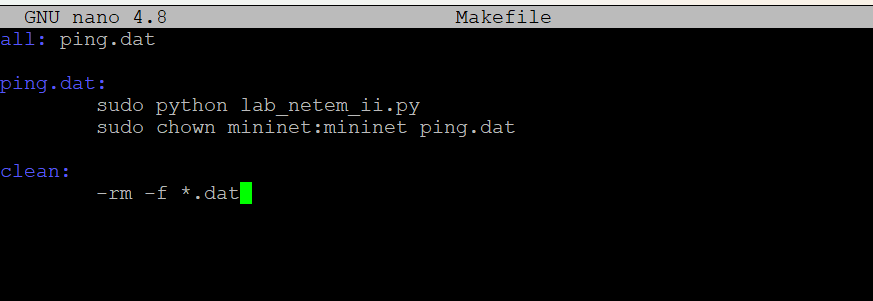 GNU nano 4.8 Makefile
all: ping.dat
ping.dat:
sudo python lab_netem_ii.py
sudo chown mininet:mininet ping.dat
clean:
-rm -f *.dat